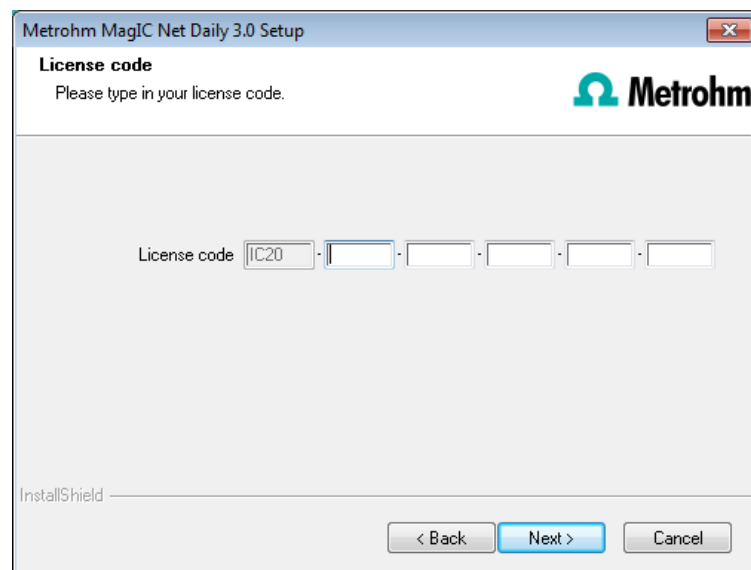 Metrohm MagIC Net Daily 3.0 Setup
License code
Please type in your license code.
Metrohm
License code IC20 - - - - -
InstallShield
< Back Next > Cancel